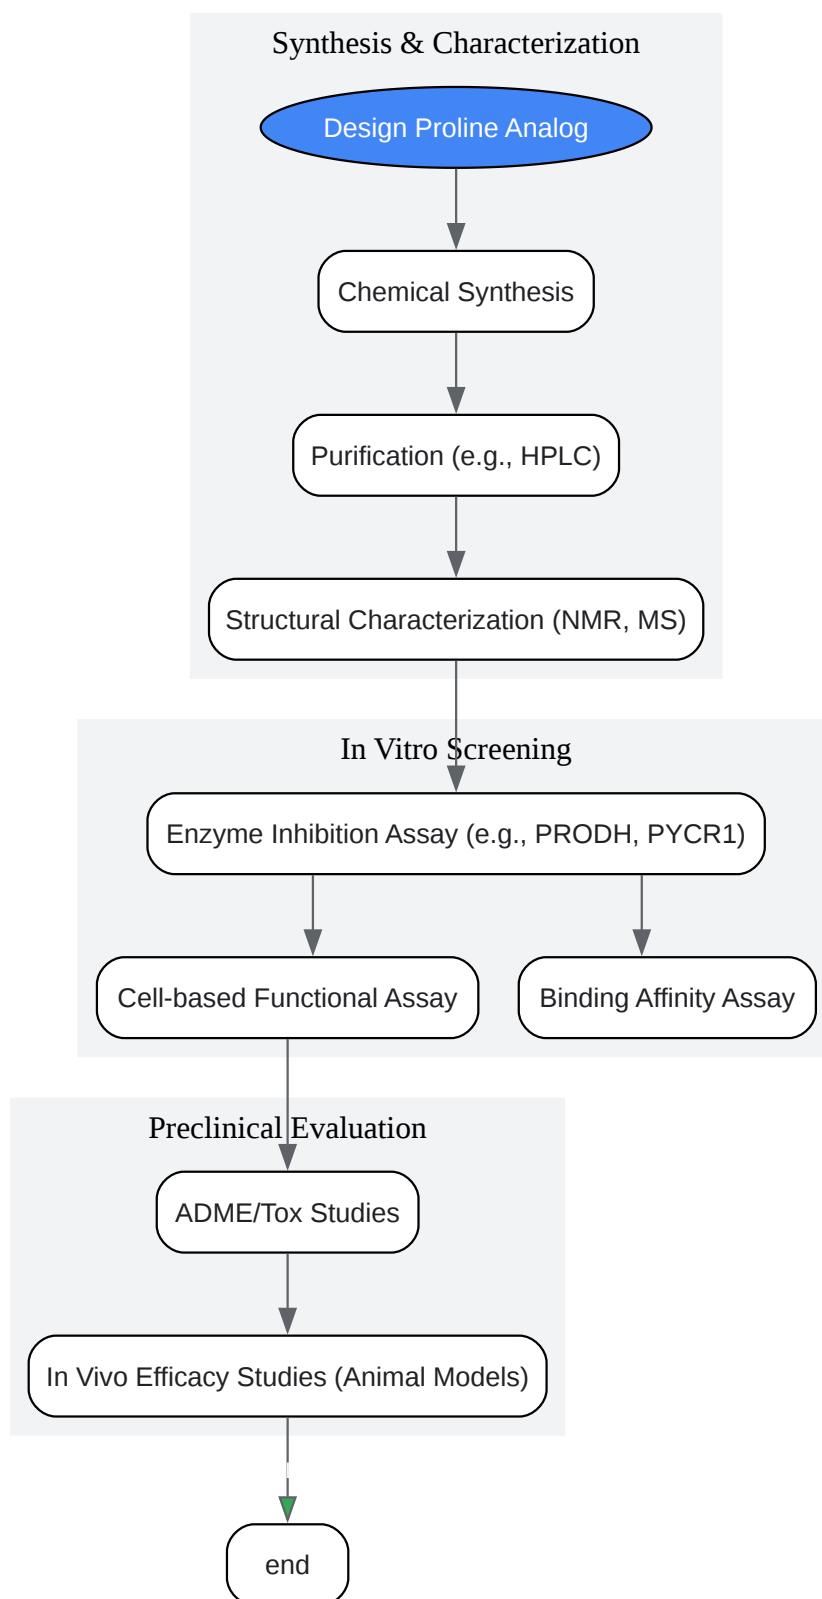 Synthesis & Characterization
Design Proline Analog
Chemical Synthesis
Purification (e.g., HPLC)
Structural Characterization (NMR, MS)
In Vitro Screening
Enzyme Inhibition Assay (e.g., PRODH, PYCR1)
Cell-based Functional Assay
Binding Affinity Assay
Preclinical Evaluation
ADME/Tox Studies
In Vivo Efficacy Studies (Animal Models)
end